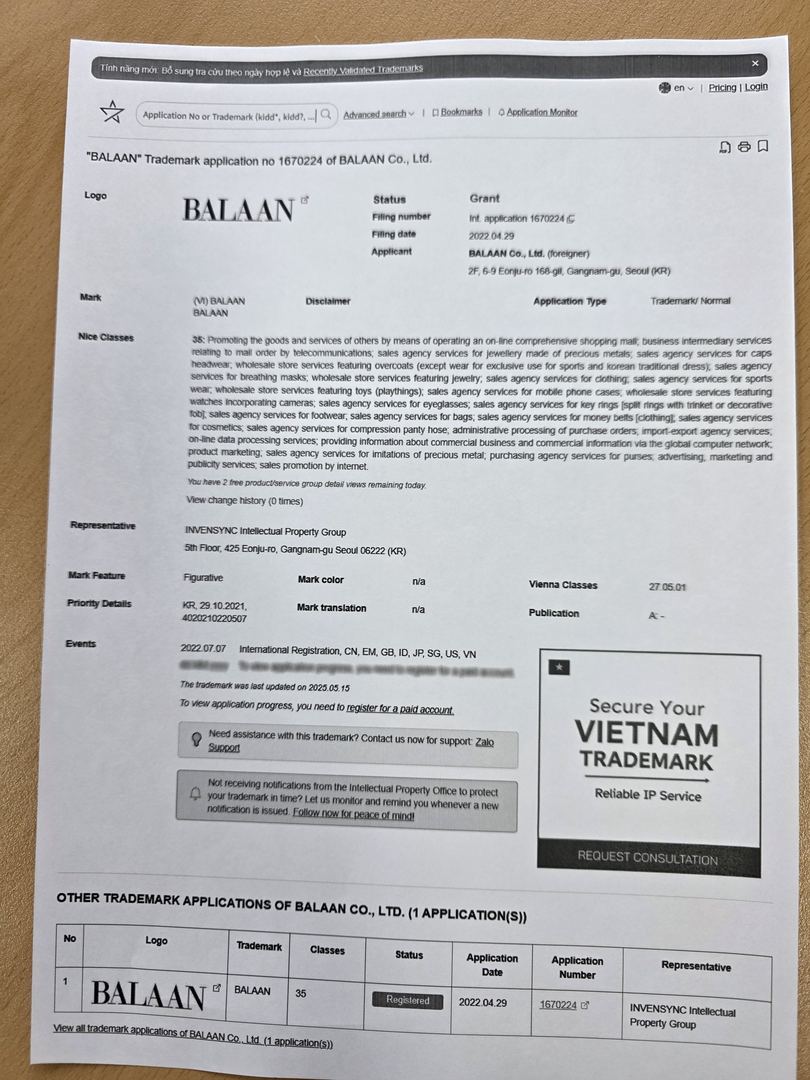 Tính năng mới: Bổ sung tra cứu theo ngày hợp lệ và Recently Validated Trademarks ×
en | Pricing | Login
Application No or Trademark (kidd*, kidd?, ... Advanced search | Bookmarks | Application Monitor
"BALAAN" Trademark application no 1670224 of BALAAN Co., Ltd.
Logo
BALAAN
Status Grant
Filing number Int. application 1670224
Filing date 2022.04.29
Applicant BALAAN Co., Ltd. (foreigner)
2F, 6-9 Eonju-ro 168-gil, Gangnam-gu, Seoul (KR)
Mark (VI) BALAAN Disclaimer Application Type Trademark/ Normal
BALAAN
Nice Classes 35: Promoting the goods and services of others by means of operating an on-line comprehensive shopping mall; business intermediary services
relating to mail order by telecommunications; sales agency services for jewellery made of precious metals; sales agency services for caps
headwear; wholesale store services featuring overcoats (except wear for exclusive use for sports and korean traditional dress); sales agency
services for breathing masks; wholesale store services featuring jewelry; sales agency services for clothing; sales agency services for sports
wear; wholesale store services featuring toys (playthings); sales agency services for mobile phone cases; wholesale store services featuring
watches incorporating cameras; sales agency services for eyeglasses; sales agency services for key rings [split rings with trinket or decorative
fob]; sales agency services for footwear; sales agency services for bags; sales agency services for money belts [clothing]; sales agency services
for cosmetics; sales agency services for compression panty hose; administrative processing of purchase orders; import-export agency services;
on-line data processing services; providing information about commercial business and commercial information via the global computer network;
product marketing; sales agency services for imitations of precious metal; purchasing agency services for purses; advertising, marketing and
publicity services; sales promotion by internet.
You have 2 free product/service group detail views remaining today.
View change history (0 times)
Representative INVENSYNC Intellectual Property Group
5th Floor, 425 Eonju-ro, Gangnam-gu Seoul 06222 (KR)
Mark Feature Figurative Mark color n/a Vienna Classes 27.05.01
Priority Details KR, 29.10.2021, Mark translation n/a Publication A: -
4020210220507
Events 2022.07.07 International Registration, CN, EM, GB, ID, JP, SG, US, VN
To view application progress, you need to register for a paid account.
The trademark was last updated on 2025.05.15
To view application progress, you need to register for a paid account.
Need assistance with this trademark? Contact us now for support: Zalo
Support
Not receiving notifications from the Intellectual Property Office to protect
your trademark in time? Let us monitor and remind you whenever a new
notification is issued. Follow now for peace of mind!
Secure Your
VIETNAM
TRADEMARK
Reliable IP Service
REQUEST CONSULTATION
OTHER TRADEMARK APPLICATIONS OF BALAAN CO., LTD. (1 APPLICATION(S))
No Logo Trademark Classes Status Application Date Application Number Representative
1 BALAAN BALAAN 35 Registered 2022.04.29 1670224 INVENSYNC Intellectual
Property Group
View all trademark applications of BALAAN Co., Ltd. (1 application(s))